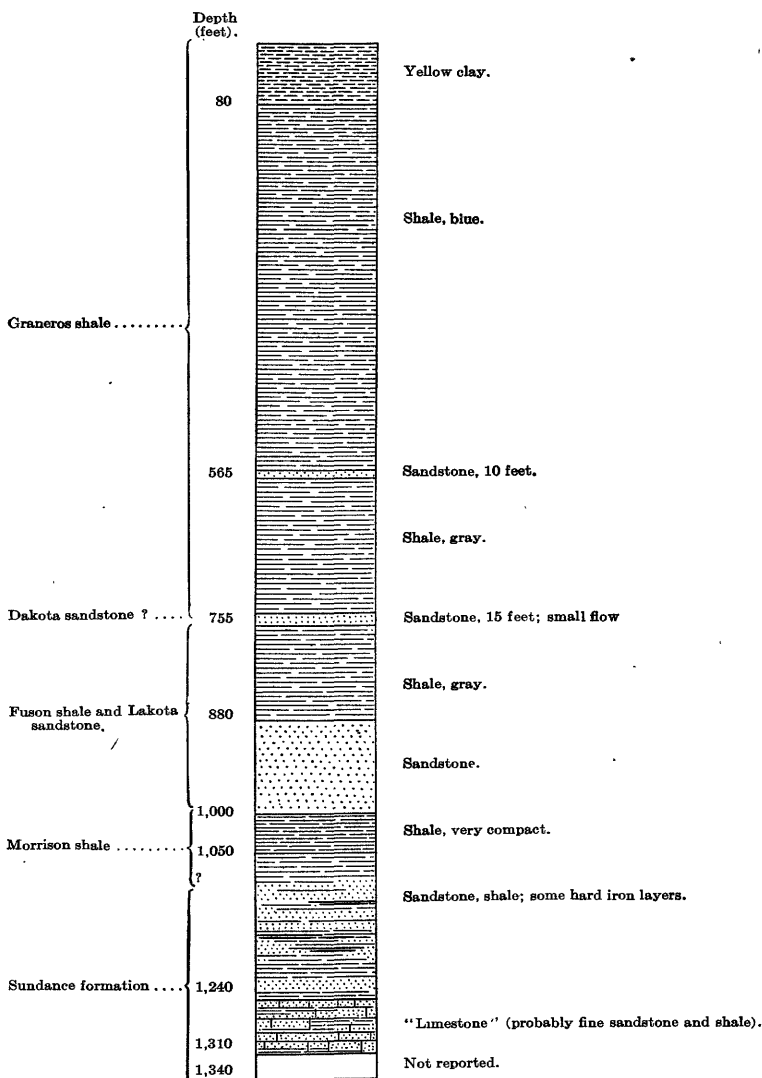 Depth
(feet).
Yellow clay.
80
Shale, blue.
Graneros shale ........
565
Sandstone, 10 feet.
Shale, gray.
Dakota sandstone ? ....
755
Sandstone, 15 feet; small flow
Shale, gray.
Fuson shale and Lakota
sandstone,
880
Sandstone.
1,000
Shale, very compact.
Morrison shale ........
1,050
?
Sandstone, shale; some hard iron layers.
Sundance formation ....
1,240
"Limestone" (probably fine sandstone and shale).
1,310
Not reported.
1,340